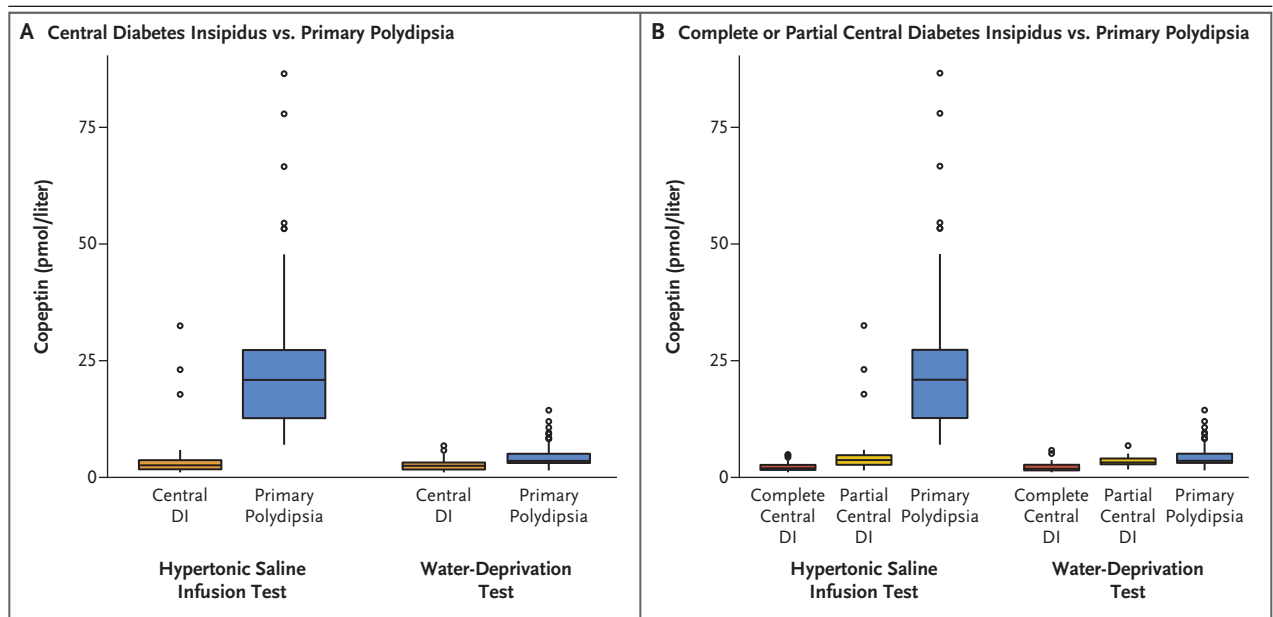 A Central Diabetes Insipidus vs. Primary Polydipsia
Copeptin (pmol/liter)
75
50
25
0
Central
DI
Primary
Polydipsia
Central
DI
Primary
Polydipsia
Hypertonic Saline
Infusion Test
Water-Deprivation
Test
B Complete or Partial Central Diabetes Insipidus vs. Primary Polydipsia
Copeptin (pmol/liter)
75
50
25
0
Complete
Central
DI
Partial
Central
DI
Primary
Polydipsia
Complete
Central
DI
Partial
Central
DI
Primary
Polydipsia
Hypertonic Saline
Infusion Test
Water-Deprivation
Test